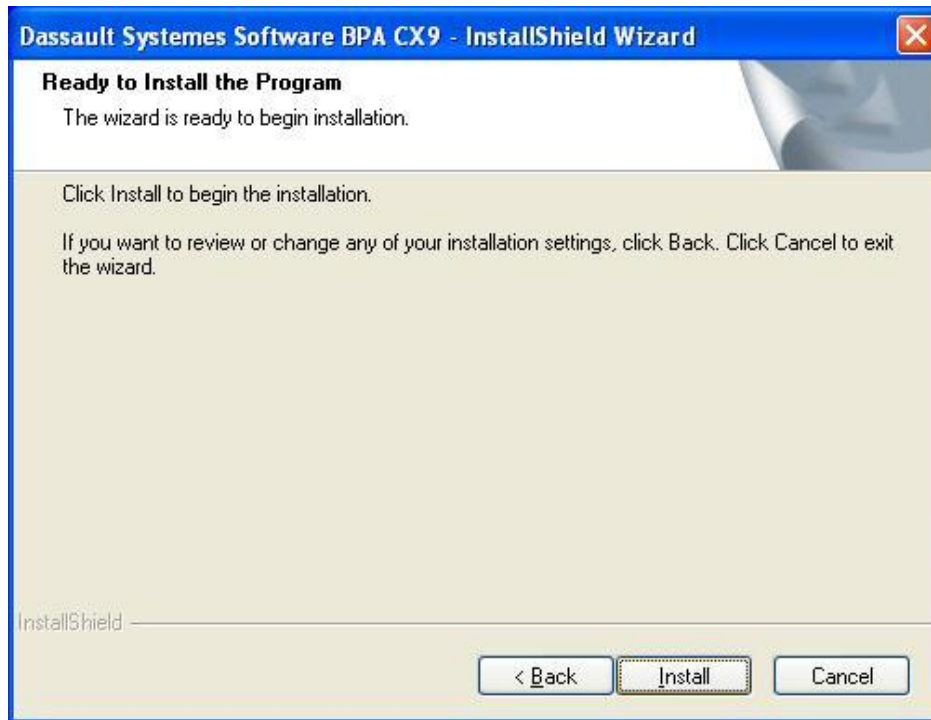 Dassault Systemes Software BPA CX9 - InstallShield Wizard
Ready to Install the Program
The wizard is ready to begin installation.
Click Install to begin the installation.
If you want to review or change any of your installation settings, click Back. Click Cancel to exit
the wizard.
InstallShield
< Back Install Cancel